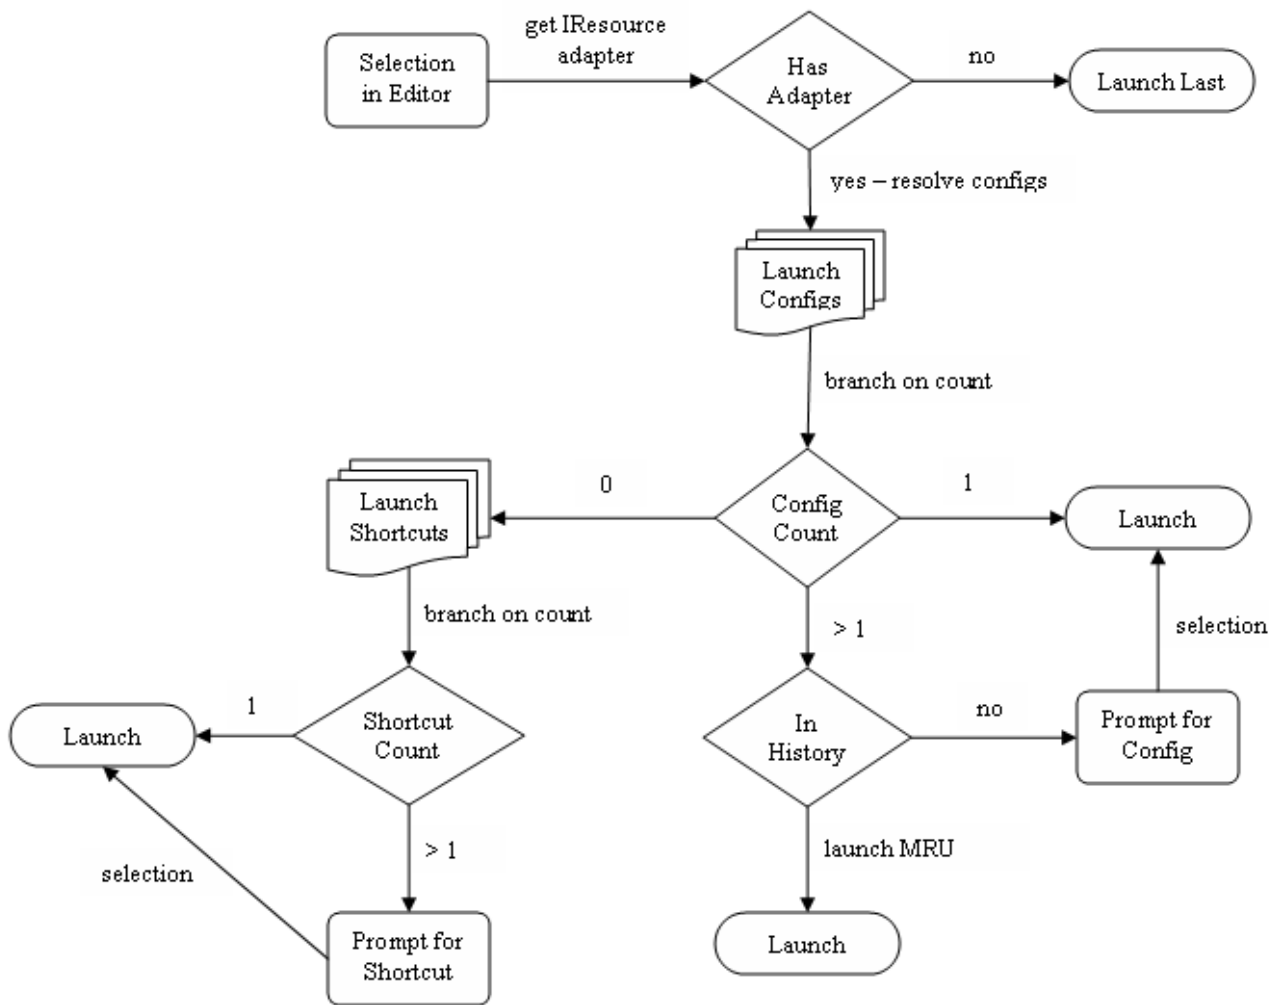 get IResource
adapter
Selection
in Editor
Has
Adapter
no
Launch Last
yes – resolve configs
Launch
Configs
branch on count
0
Launch
Shortcuts
Config
Count
1
Launch
branch on count
> 1
selection
1
Launch
Shortcut
Count
In
History
no
Prompt for
Config
> 1
launch MRU
selection
Prompt for
Shortcut
Launch